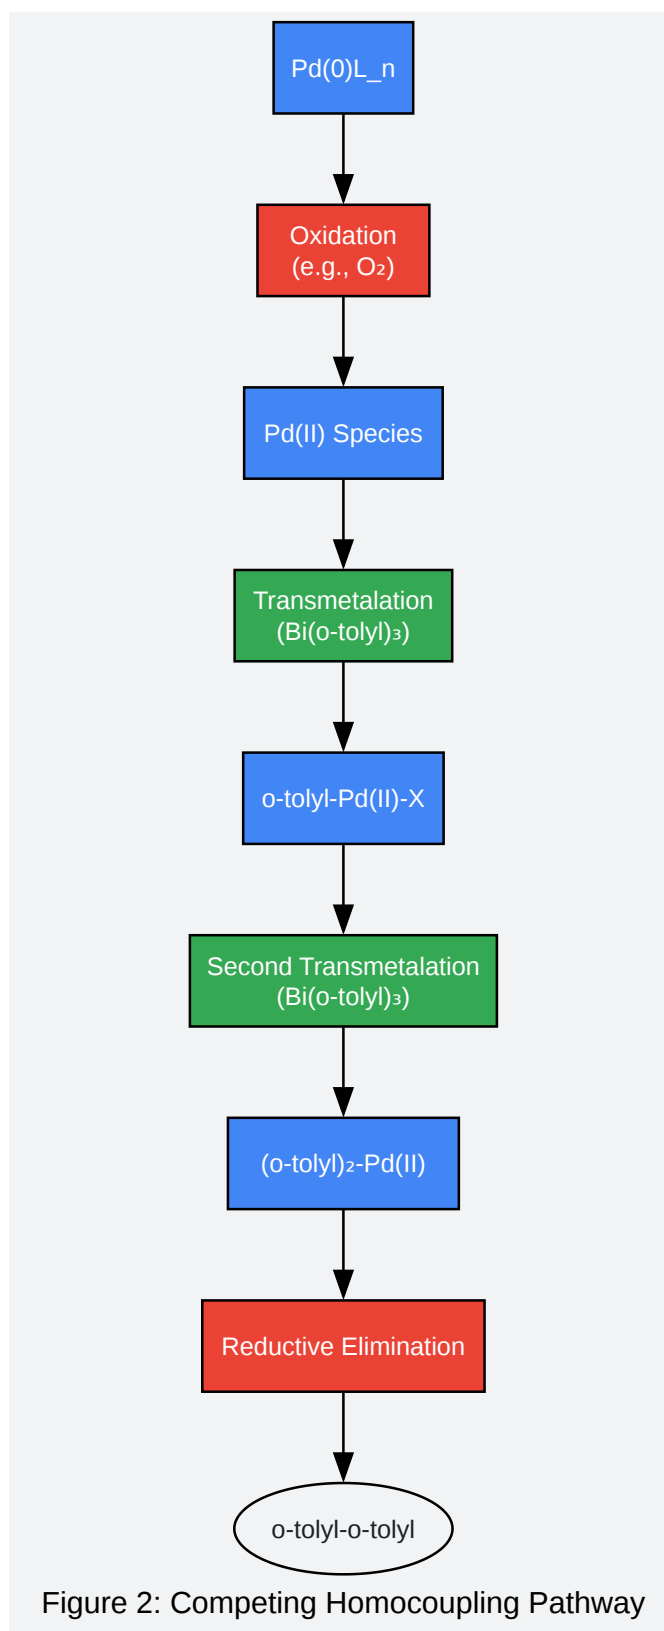 Pd(0)L_n
Oxidation
(e.g., O₂)
Pd(II) Species
Transmetalation
(Bi(o-tolyl)₃)
o-tolyl-Pd(II)-X
Second Transmetalation
(Bi(o-tolyl)₃)
(o-tolyl)₂-Pd(II)
Reductive Elimination
o-tolyl-o-tolyl
Figure 2: Competing Homocoupling Pathway